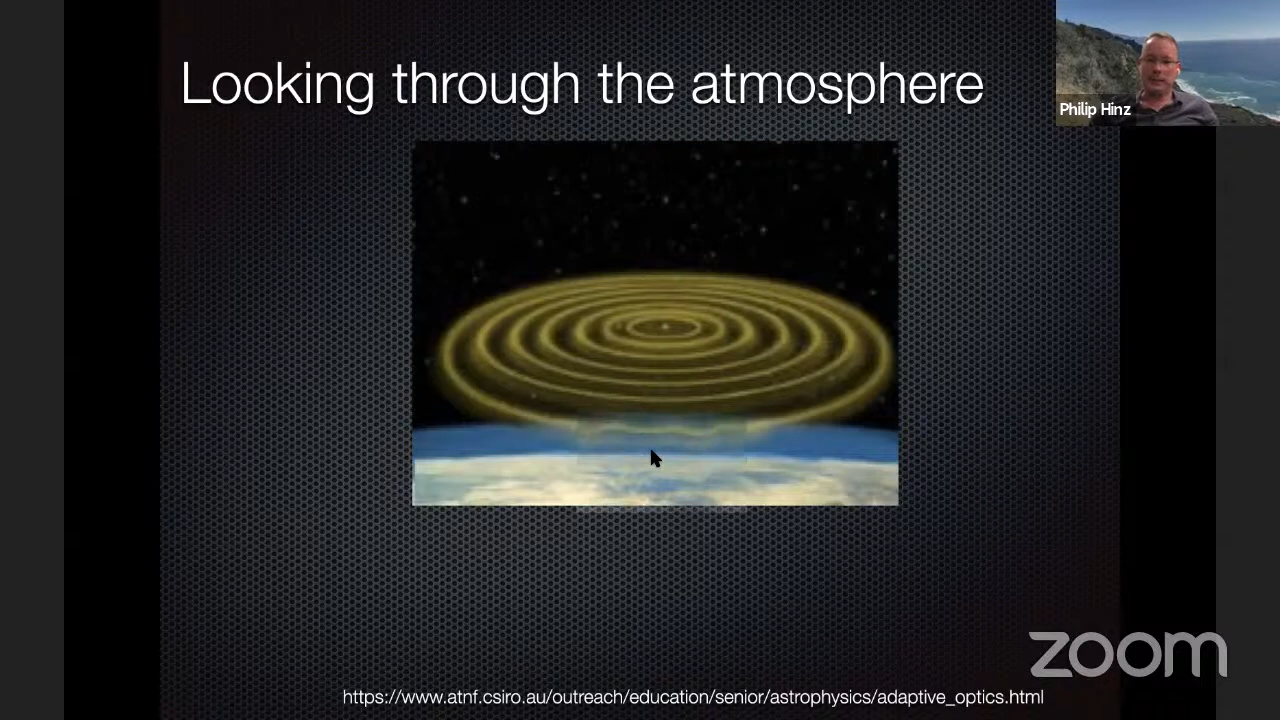 Looking through the atmosphere
Philip Hinz
zoom
https://www.atnf.csiro.au/outreach/education/senior/astrophysics/adaptive_optics.html